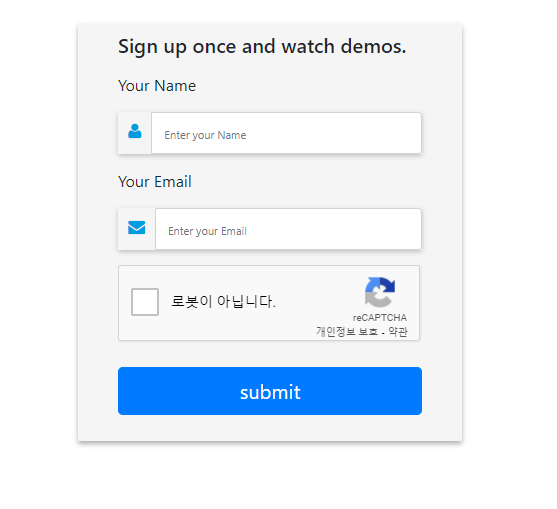 Sign up once and watch demos.
Your Name
Enter your Name
Your Email
Enter your Email
로봇이 아닙니다.
reCAPTCHA
개인정보 보호 - 약관
submit